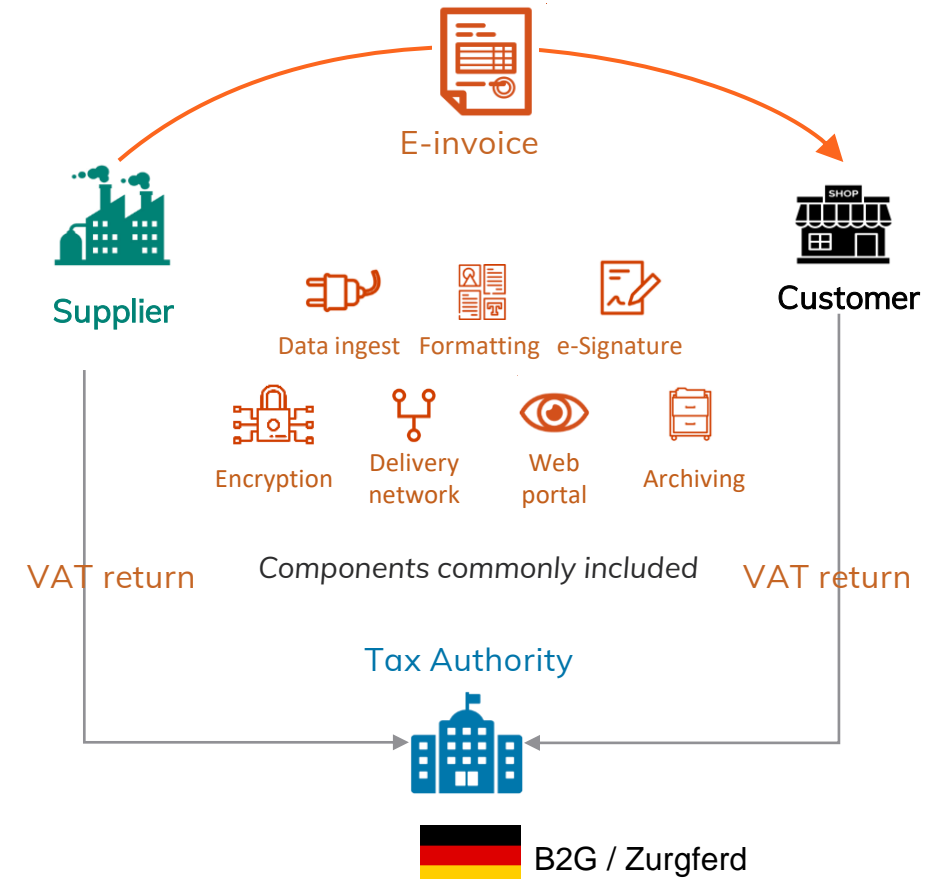 E-invoice
SHOP
Supplier
Customer
Data ingest
Formatting
e-Signature
Encryption
Delivery
network
Web
portal
Archiving
VAT return
Components commonly included
VAT return
Tax Authority
B2G / Zurgferd